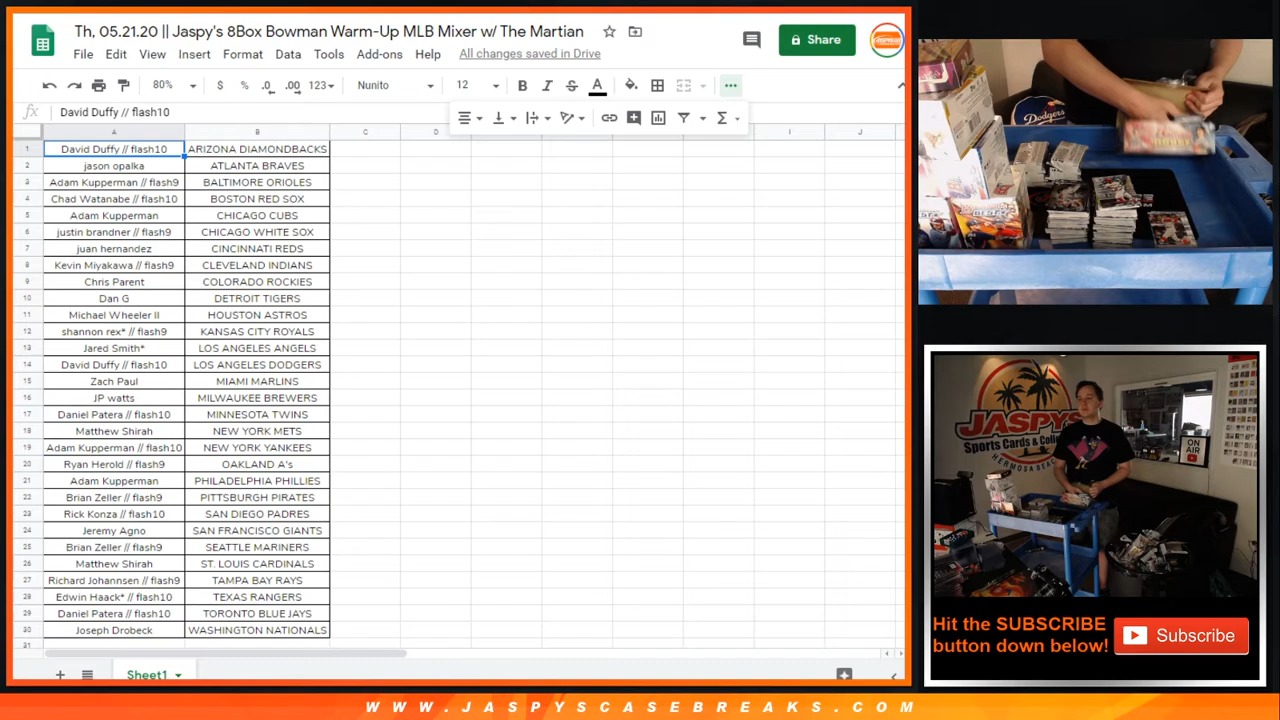 Th, 05.21.20 || Jaspy's 8Box Bowman Warm-Up MLB Mixer w/ The Martian
File Edit View Insert Format Data Tools Add-ons Help All changes saved in Drive
Share
80% $ % .0 .00 123 Nunito 12 B I S A
fx David Duffy // flash10
A B C D I J
1 David Duffy // flash10 ARIZONA DIAMONDBACKS
2 jason opalka ATLANTA BRAVES
3 Adam Kupperman // flash9 BALTIMORE ORIOLES
4 Chad Watanabe // flash10 BOSTON RED SOX
5 Adam Kupperman CHICAGO CUBS
6 justin brandner // flash9 CHICAGO WHITE SOX
7 juan hernandez CINCINNATI REDS
8 Kevin Miyakawa // flash9 CLEVELAND INDIANS
9 Chris Parent COLORADO ROCKIES
10 Dan G DETROIT TIGERS
11 Michael Wheeler II HOUSTON ASTROS
12 shannon rex* // flash9 KANSAS CITY ROYALS
13 Jared Smith* LOS ANGELES ANGELS
14 David Duffy // flash10 LOS ANGELES DODGERS
15 Zach Paul MIAMI MARLINS
16 JP watts MILWAUKEE BREWERS
17 Daniel Patera // flash10 MINNESOTA TWINS
18 Matthew Shirah NEW YORK METS
19 Adam Kupperman // flash10 NEW YORK YANKEES
20 Ryan Herold // flash9 OAKLAND A's
21 Adam Kupperman PHILADELPHIA PHILLIES
22 Brian Zeller // flash9 PITTSBURGH PIRATES
23 Rick Konza // flash10 SAN DIEGO PADRES
24 Jeremy Agno SAN FRANCISCO GIANTS
25 Brian Zeller // flash9 SEATTLE MARINERS
26 Matthew Shirah ST. LOUIS CARDINALS
27 Richard Johannsen // flash9 TAMPA BAY RAYS
28 Edwin Haack* // flash10 TEXAS RANGERS
29 Daniel Patera // flash10 TORONTO BLUE JAYS
30 Joseph Drobeck WASHINGTON NATIONALS
31
Sheet1
Dodgers
JASPYS
Sports Cards &
HERMOSA BEACH
ON AIR
Hit the SUBSCRIBE
button down below!
Subscribe
WWW.JASPYSCASEBREAKS.COM